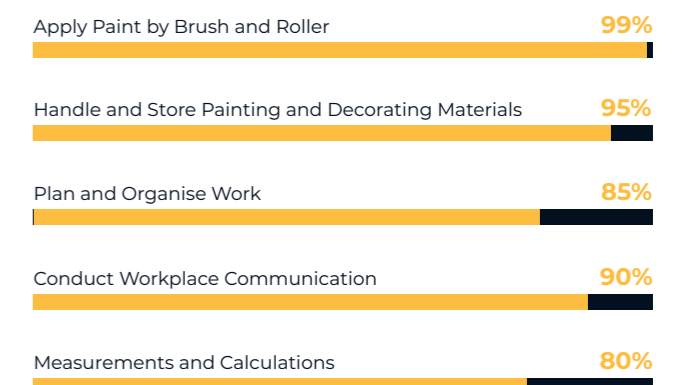 Apply Paint by Brush and Roller 99%
Handle and Store Painting and Decorating Materials 95%
Plan and Organise Work 85%
Conduct Workplace Communication 90%
Measurements and Calculations 80%